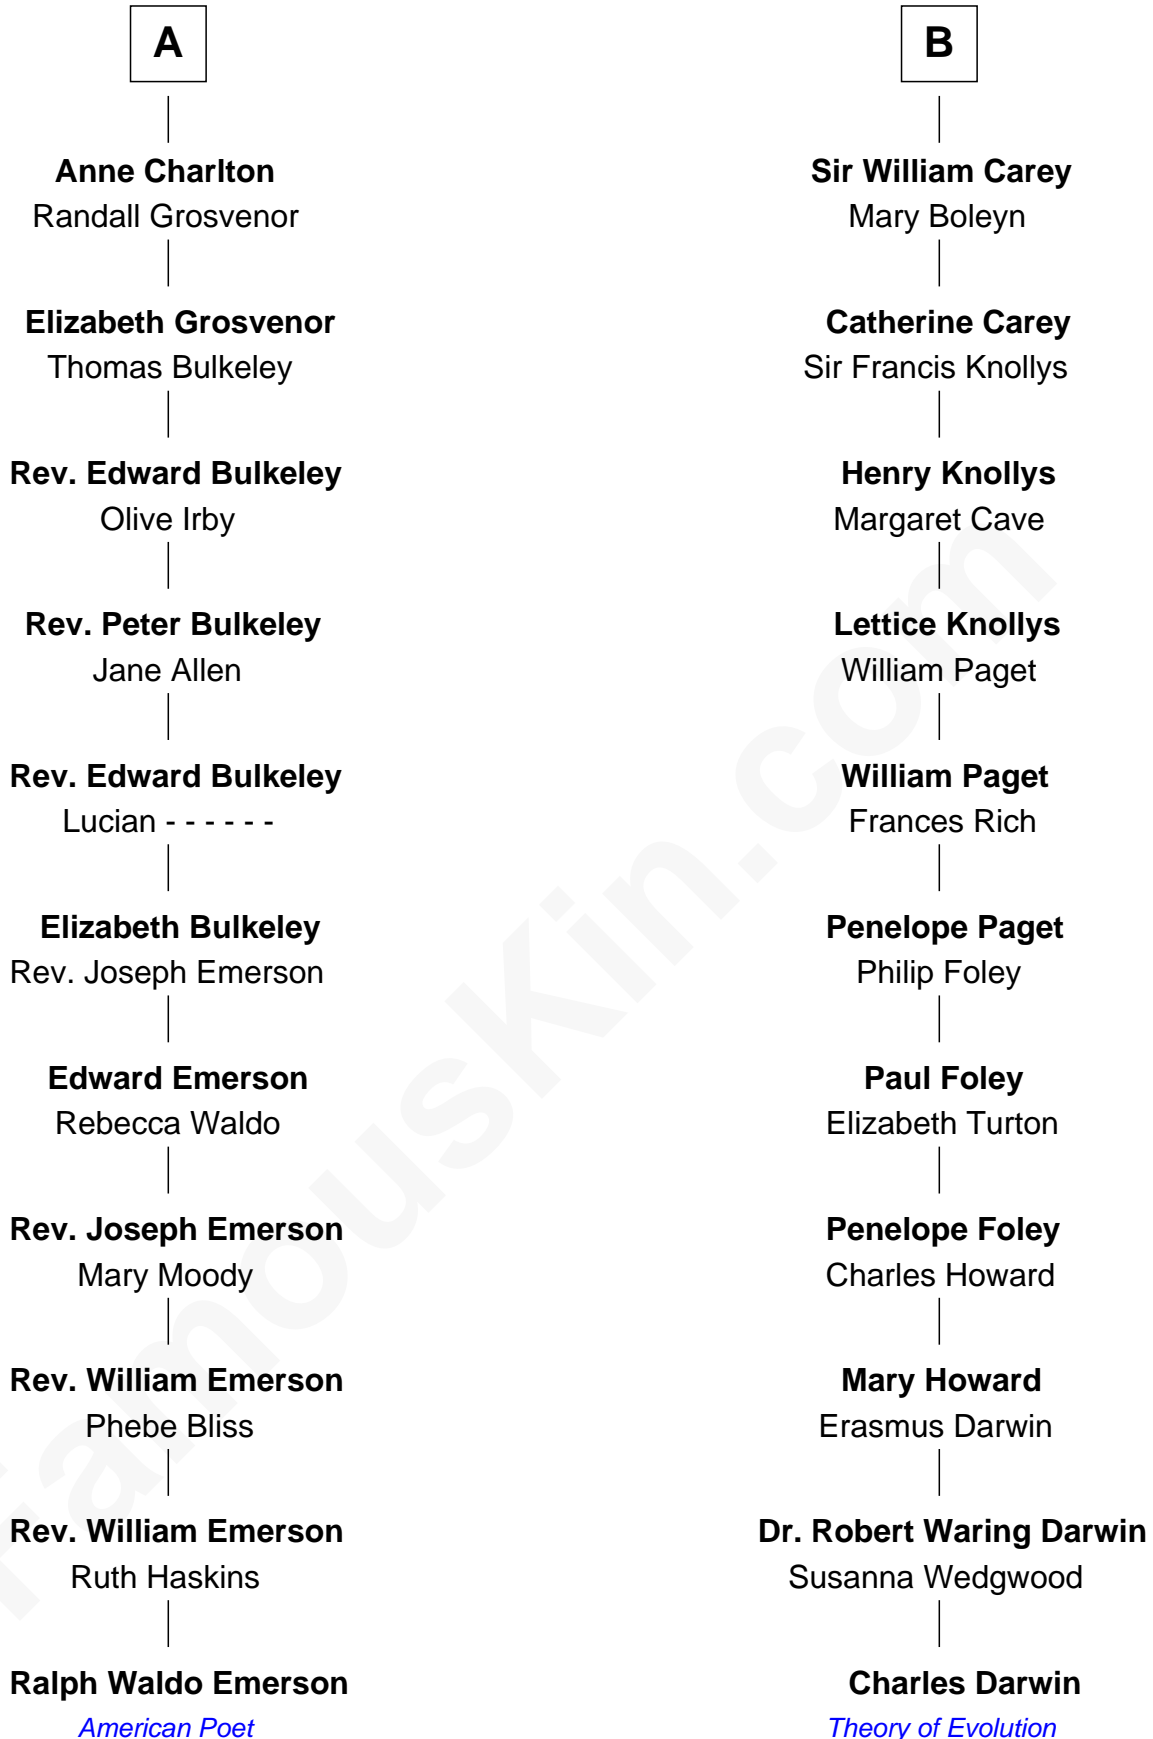 A
Anne Charlton
Randall Grosvenor
Elizabeth Grosvenor
Thomas Bulkeley
Rev. Edward Bulkeley
Olive Irby
Rev. Peter Bulkeley
Jane Allen
Rev. Edward Bulkeley
Lucian - - - - - -
Elizabeth Bulkeley
Rev. Joseph Emerson
Edward Emerson
Rebecca Waldo
Rev. Joseph Emerson
Mary Moody
Rev. William Emerson
Phebe Bliss
Rev. William Emerson
Ruth Haskins
Ralph Waldo Emerson
American Poet
B
Sir William Carey
Mary Boleyn
Catherine Carey
Sir Francis Knollys
Henry Knollys
Margaret Cave
Lettice Knollys
William Paget
William Paget
Frances Rich
Penelope Paget
Philip Foley
Paul Foley
Elizabeth Turton
Penelope Foley
Charles Howard
Mary Howard
Erasmus Darwin
Dr. Robert Waring Darwin
Susanna Wedgwood
Charles Darwin
Theory of Evolution
FamousKin.com